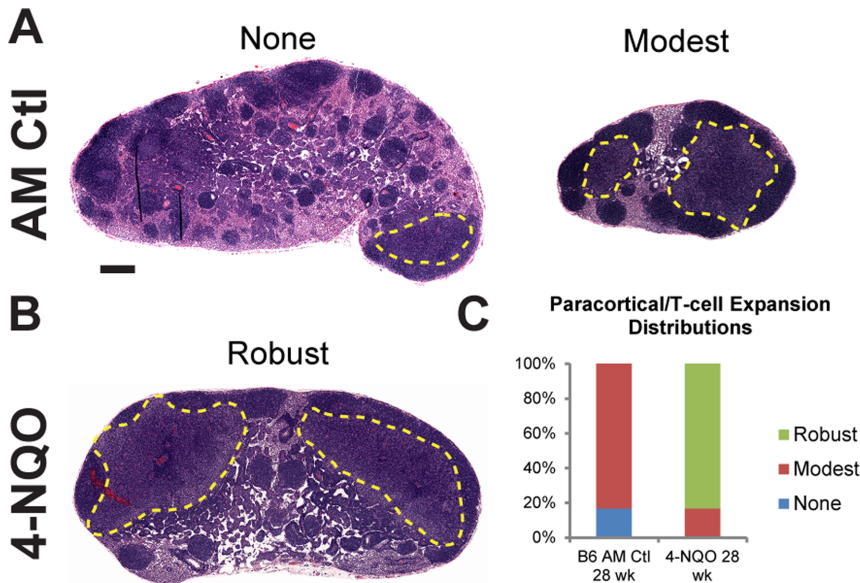 A
None
Modest
AM Ctl
B
Robust
4-NQO
C
Paracortical/T-cell Expansion
Distributions
100%
80%
60%
40%
20%
0%
B6 AM Ctl
28 wk
4-NQO 28
wk
Robust
Modest
None